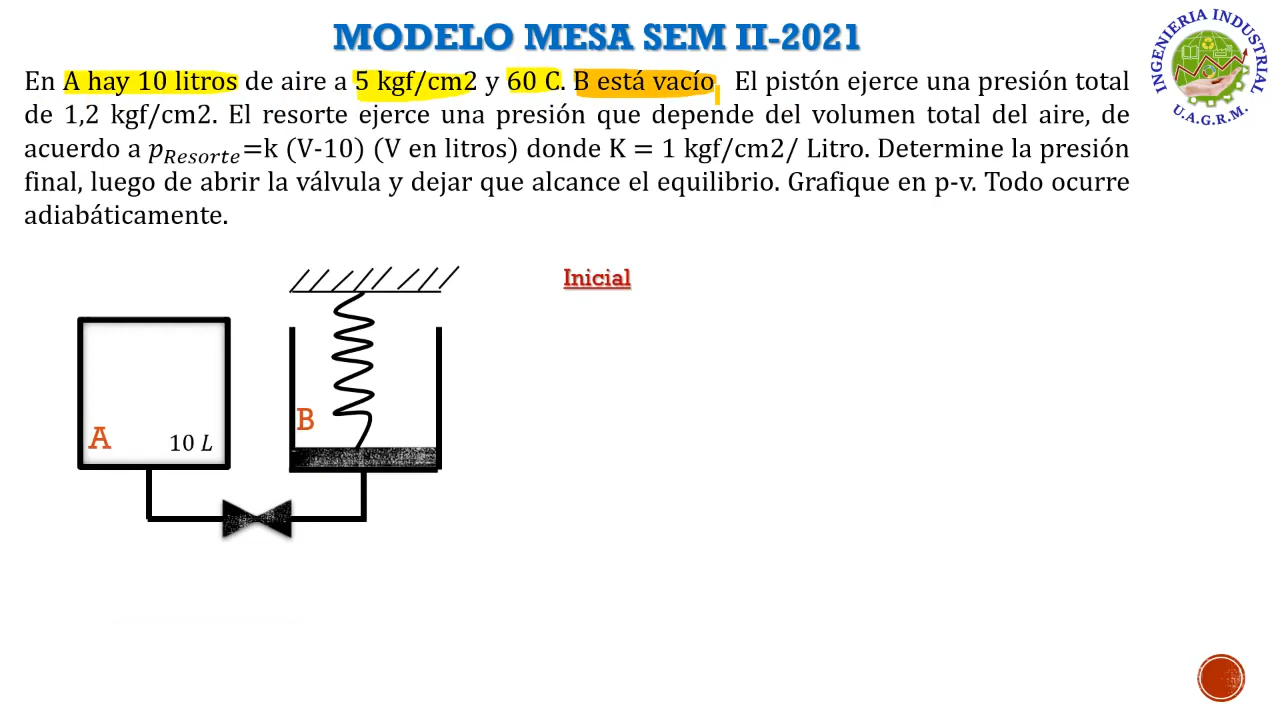 MODELO MESA SEM II-2021
En A hay 10 litros de aire a 5 kgf/cm2 y 60 C. B está vacío. El pistón ejerce una presión total
de 1,2 kgf/cm2. El resorte ejerce una presión que depende del volumen total del aire, de
acuerdo a pResorte=k (V-10) (V en litros) donde K = 1 kgf/cm2/ Litro. Determine la presión
final, luego de abrir la válvula y dejar que alcance el equilibrio. Grafique en p-v. Todo ocurre
adiabáticamente.
INGENIERIA INDUSTRIAL
U.A.G.R.M.
Inicial
B
A
10 L